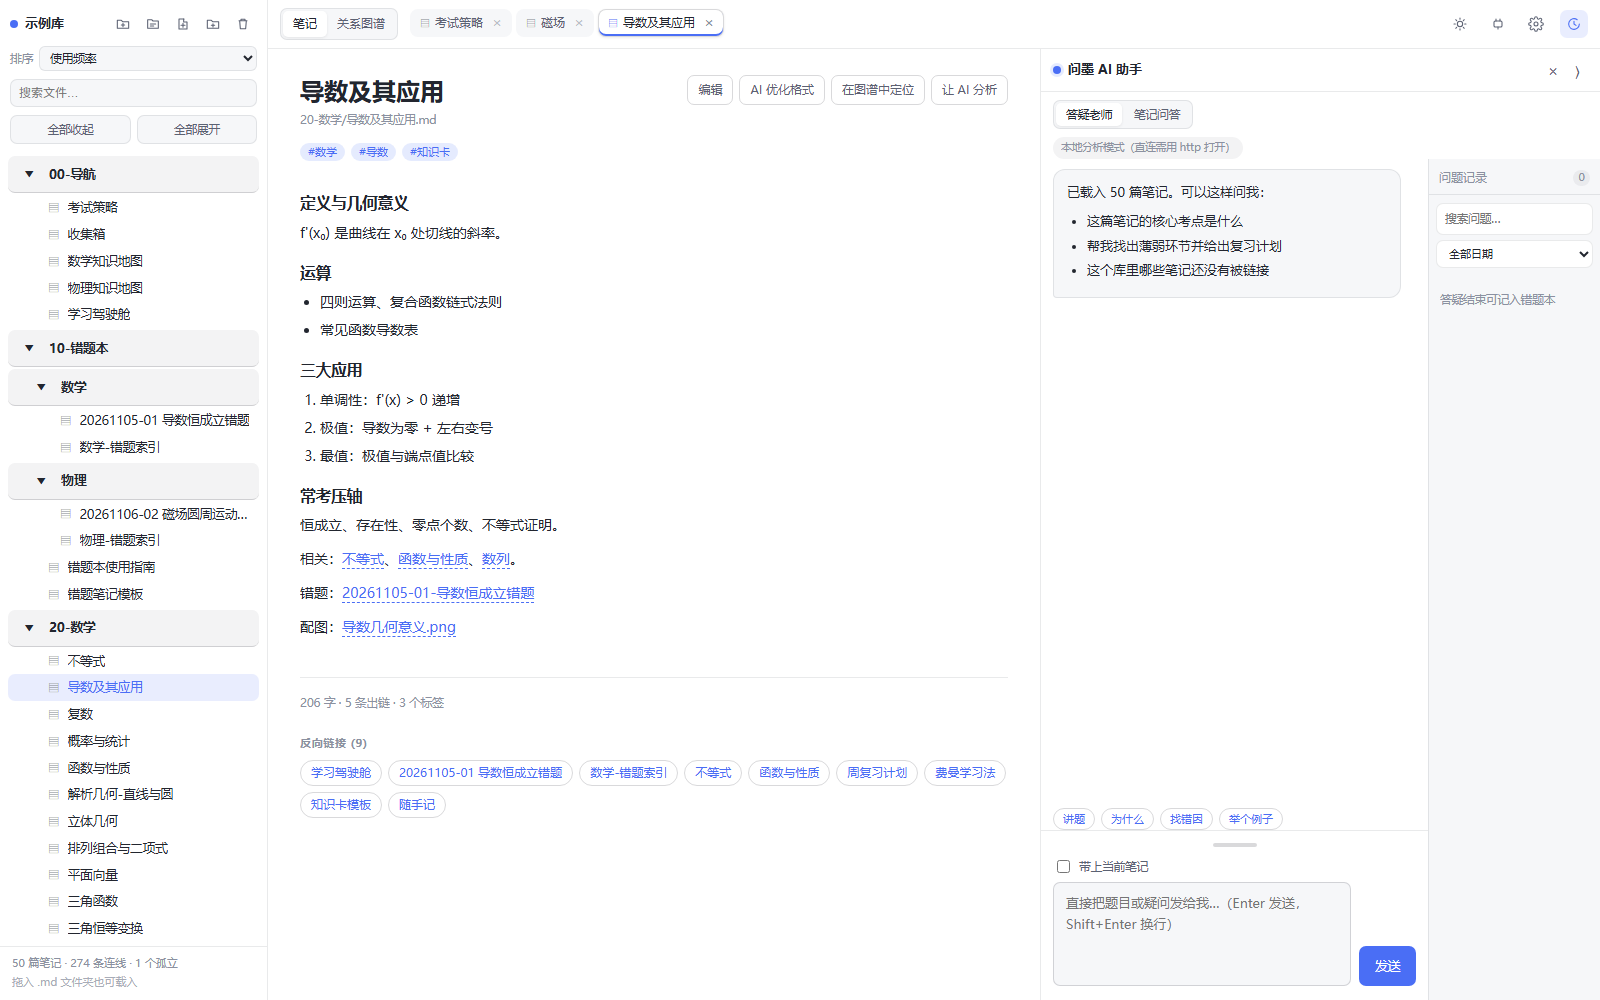 示例库
排序
使用频率
搜索文件...
全部收起
全部展开
00-导航
考试策略
收集箱
数学知识地图
物理知识地图
学习驾驶舱
10-错题本
数学
20261105-01 导数恒成立错题
数学-错题索引
物理
20261106-02 磁场圆周运动...
物理-错题索引
错题本使用指南
错题笔记模板
20-数学
不等式
导数及其应用
复数
概率与统计
函数与性质
解析几何-直线与圆
立体几何
排列组合与二项式
平面向量
三角函数
三角恒等变换
50 篇笔记 · 274 条连线 · 1 个孤立
拖入 .md 文件夹也可载入
笔记
关系图谱
考试策略
磁场
导数及其应用
导数及其应用
编辑
AI 优化格式
在图谱中定位
让 AI 分析
20-数学/导数及其应用.md
#数学
#导数
#知识卡
定义与几何意义
f'(x₀) 是曲线在 x₀ 处切线的斜率。
运算
四则运算、复合函数链式法则
常见函数导数表
三大应用
1. 单调性：f'(x) > 0 递增
2. 极值：导数为零 + 左右变号
3. 最值：极值与端点值比较
常考压轴
恒成立、存在性、零点个数、不等式证明。
相关：不等式、函数与性质、数列。
错题：20261105-01-导数恒成立错题
配图：导数几何意义.png
206 字 · 5 条出链 · 3 个标签
反向链接 (9)
学习驾驶舱
20261105-01 导数恒成立错题
数学-错题索引
不等式
函数与性质
周复习计划
费曼学习法
知识卡模板
随手记
问墨 AI 助手
答疑老师
笔记问答
本地分析模式（直连需用 http 打开）
已载入 50 篇笔记。可以这样问我：
这篇笔记的核心考点是什么
帮我找出薄弱环节并给出复习计划
这个库里哪些笔记还没有被链接
问题记录
0
搜索问题...
全部日期
答疑结束可记入错题本
讲题
为什么
找错因
举个例子
带上当前笔记
直接把题目或疑问发给我...（Enter 发送，
Shift+Enter 换行）
发送